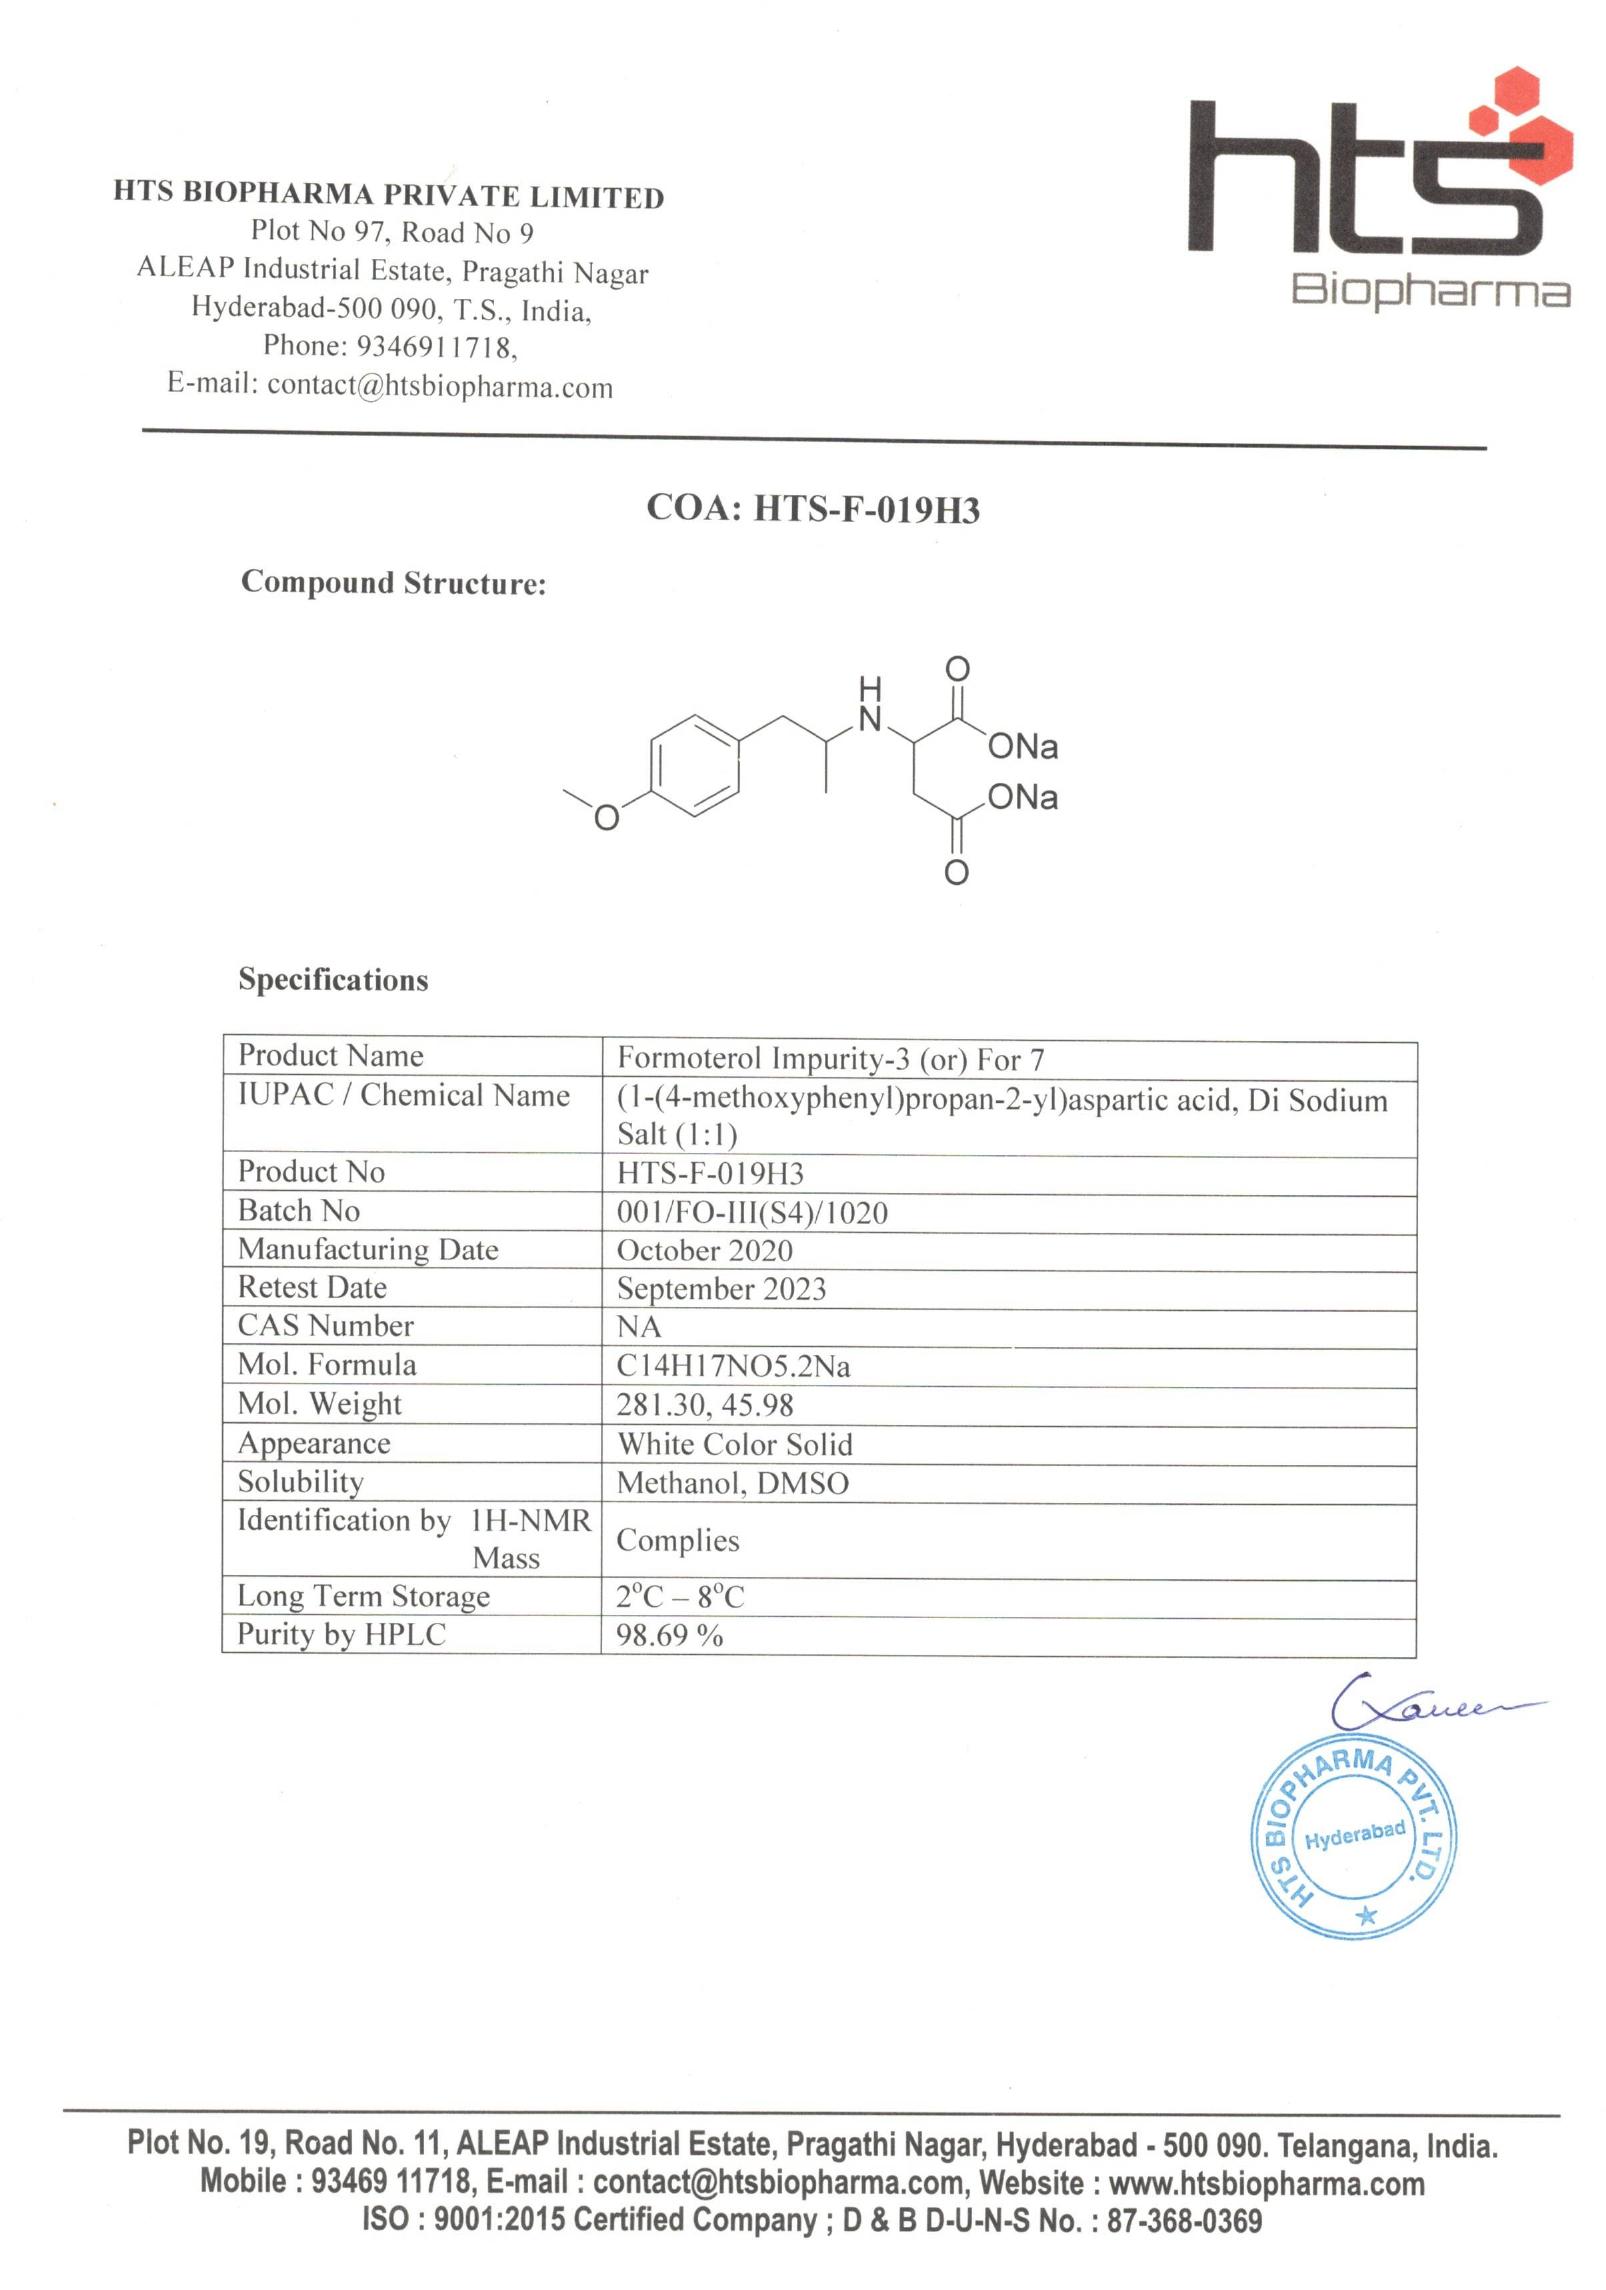 hts
Biopharma
HTS BIOPHARMA PRIVATE LIMITED
Plot No 97, Road No 9
ALEAP Industrial Estate, Pragathi Nagar
Hyderabad-500 090, T.S., India,
Phone: 9346911718,
E-mail: contact@htsbiopharma.com
COA: HTS-F-019H3
Compound Structure:
O
H
N
ONa
ONa
O
O
Specifications
Product Name Formoterol Impurity-3 (or) For 7
IUPAC / Chemical Name (1-(4-methoxyphenyl)propan-2-yl)aspartic acid, Di Sodium
Salt (1:1)
Product No HTS-F-019H3
Batch No 001/FO-III(S4)/1020
Manufacturing Date October 2020
Retest Date September 2023
CAS Number NA
Mol. Formula C14H17NO5.2Na
Mol. Weight 281.30, 45.98
Appearance White Color Solid
Solubility Methanol, DMSO
Identification by 1H-NMR
Mass
Complies
Long Term Storage 2⁰C – 8⁰C
Purity by HPLC 98.69 %
HTS BIOPHARMA PVT. LTD.
Hyderabad
Plot No. 19, Road No. 11, ALEAP Industrial Estate, Pragathi Nagar, Hyderabad - 500 090. Telangana, India.
Mobile : 93469 11718, E-mail : contact@htsbiopharma.com, Website : www.htsbiopharma.com
ISO : 9001:2015 Certified Company ; D & B D-U-N-S No. : 87-368-0369